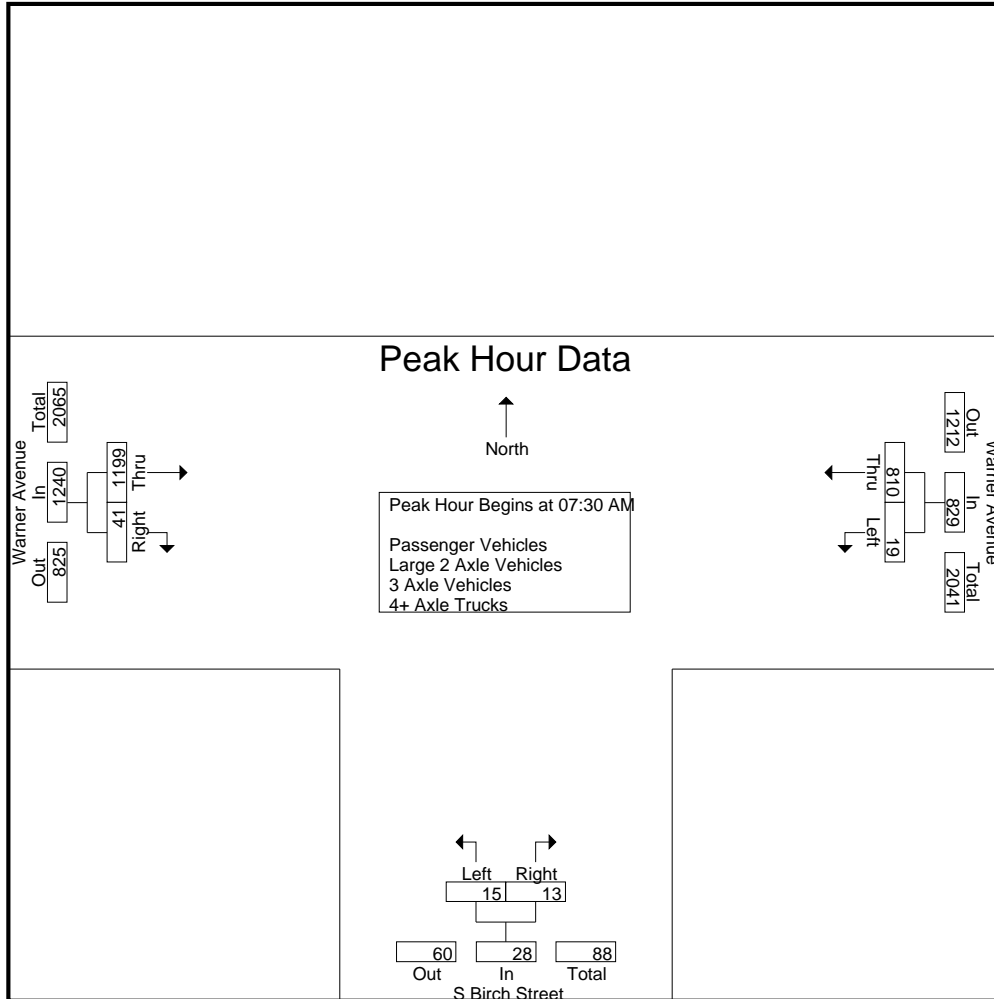 Peak Hour Data
North
Peak Hour Begins at 07:30 AM
Passenger Vehicles
Large 2 Axle Vehicles
3 Axle Vehicles
4+ Axle Trucks
Warner Avenue
Total
2065
In
1240
Out
825
1199
Thru
41
Right
810
Thru
19
Left
Out
1212
In
829
Total
2041
Warner Avenue
Left Right
15 13
60 28 88
Out In Total
S Birch Street